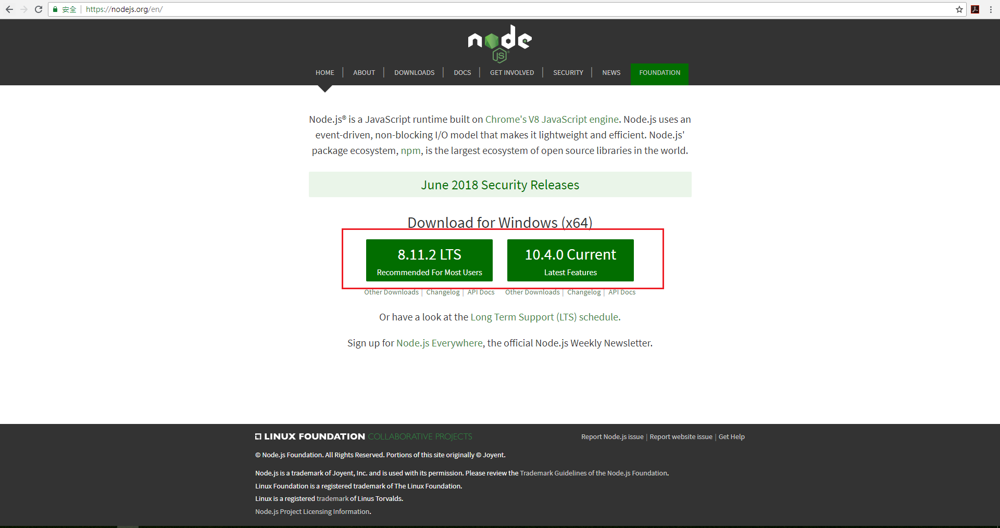 安全 https://nodejs.org/en/
node
JS
HOME ABOUT DOWNLOADS DOCS GET INVOLVED SECURITY NEWS FOUNDATION
Node.js® is a JavaScript runtime built on Chrome's V8 JavaScript engine. Node.js uses an
event-driven, non-blocking I/O model that makes it lightweight and efficient. Node.js'
package ecosystem, npm, is the largest ecosystem of open source libraries in the world.
June 2018 Security Releases
Download for Windows (x64)
8.11.2 LTS
Recommended For Most Users
10.4.0 Current
Latest Features
Other Downloads | Changelog | API Docs
Other Downloads | Changelog | API Docs
Or have a look at the Long Term Support (LTS) schedule.
Sign up for Node.js Everywhere, the official Node.js Weekly Newsletter.
LINUX FOUNDATION COLLABORATIVE PROJECTS
Report Node.js issue | Report website issue | Get Help
© Node.js Foundation. All Rights Reserved. Portions of this site originally © Joyent.
Node.js is a trademark of Joyent, Inc. and is used with its permission. Please review the Trademark Guidelines of the Node.js Foundation.
Linux Foundation is a registered trademark of The Linux Foundation.
Linux is a registered trademark of Linus Torvalds.
Node.js Project Licensing Information.